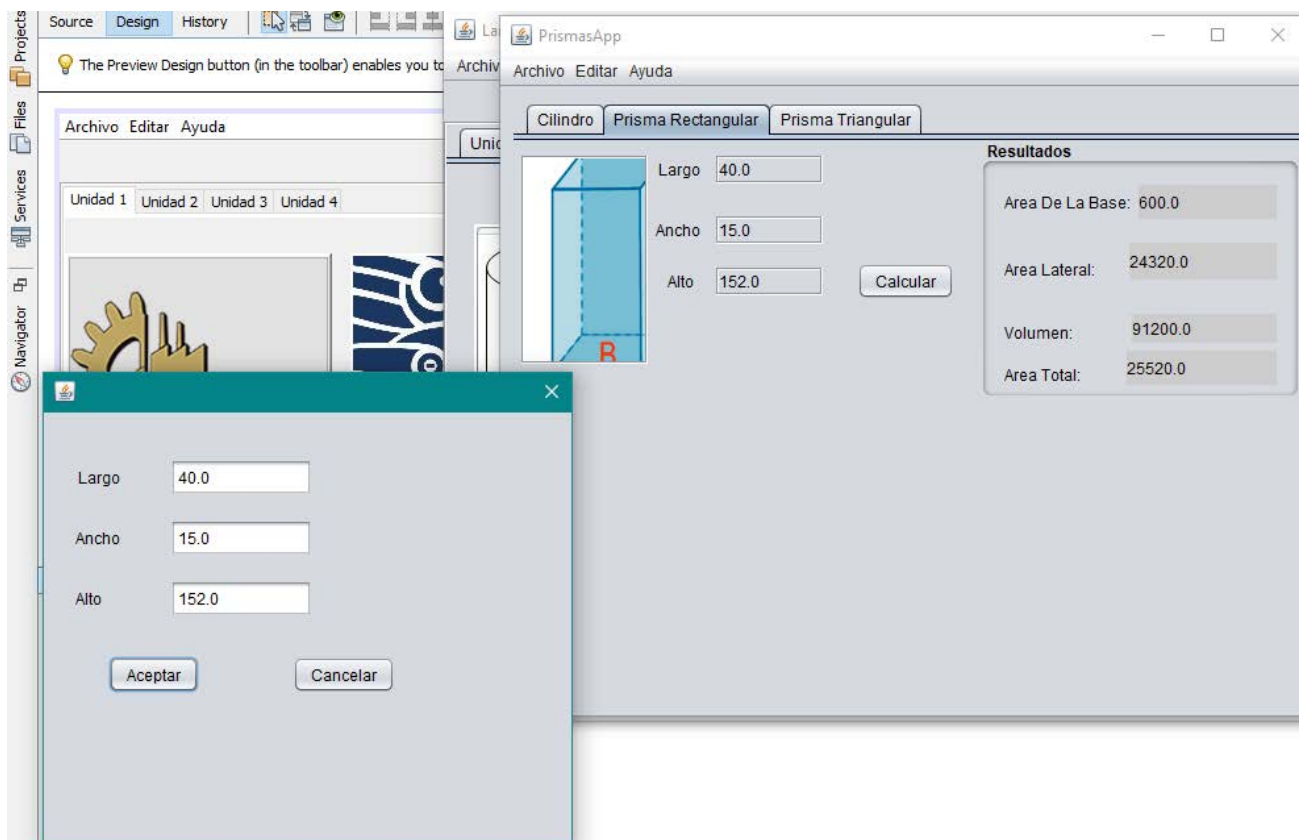 Source Design History
The Preview Design button (in the toolbar) enables you to
Projects
Files
Services
Navigator
Archivo Editar Ayuda
Unidad 1 Unidad 2 Unidad 3 Unidad 4
PrismasApp
Archivo Editar Ayuda
Cilindro Prisma Rectangular Prisma Triangular
Largo 40.0
Ancho 15.0
Alto 152.0 Calcular
B
Resultados
Area De La Base: 600.0
Area Lateral: 24320.0
Volumen: 91200.0
Area Total: 25520.0
Largo 40.0
Ancho 15.0
Alto 152.0
Aceptar Cancelar